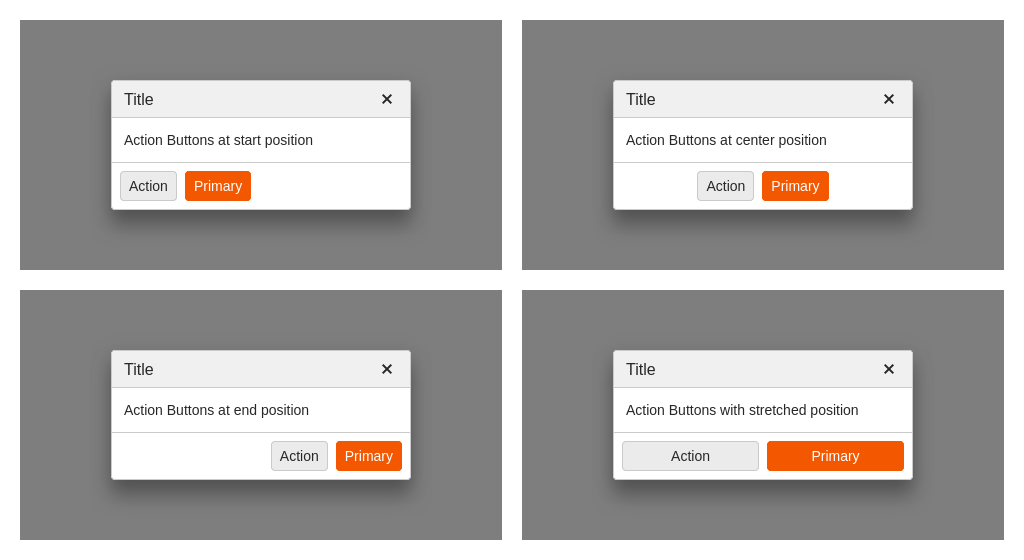 Title ✕
Action Buttons at start position
Action Primary
Title ✕
Action Buttons at center position
Action Primary
Title ✕
Action Buttons at end position
Action Primary
Title ✕
Action Buttons with stretched position
Action Primary